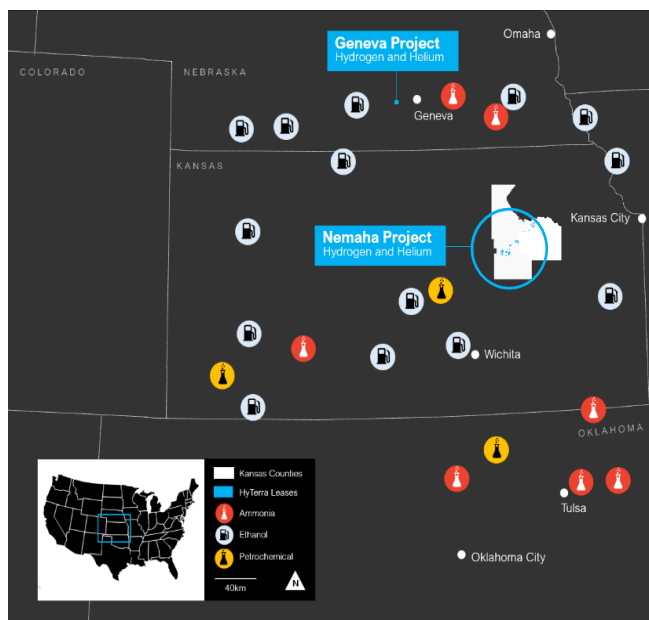 Omaha
Geneva Project
Hydrogen and Helium
COLORADO
NEBRASKA
Geneva
KANSAS
Kansas City
Nemaha Project
Hydrogen and Helium
Wichita
OKLAHOMA
Kansas Counties
HyTerra Leases
Ammonia
Ethanol
Petrochemical
40km
N
Tulsa
Oklahoma City